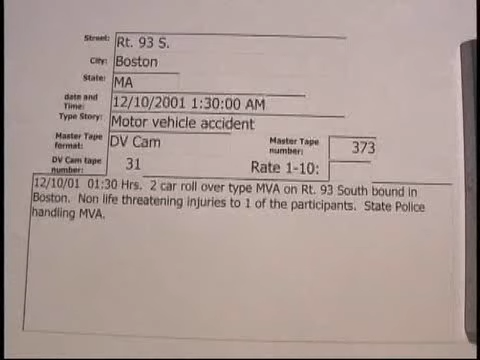 Street: Rt. 93 S.
City: Boston
State: MA
date and Time: 12/10/2001 1:30:00 AM
Type Story: Motor vehicle accident
Master Tape format: DV Cam Master Tape number: 373
DV Cam tape number: 31 Rate 1-10:
12/10/01 01:30 Hrs. 2 car roll over type MVA on Rt. 93 South bound in
Boston. Non life threatening injuries to 1 of the participants. State Police
handling MVA.